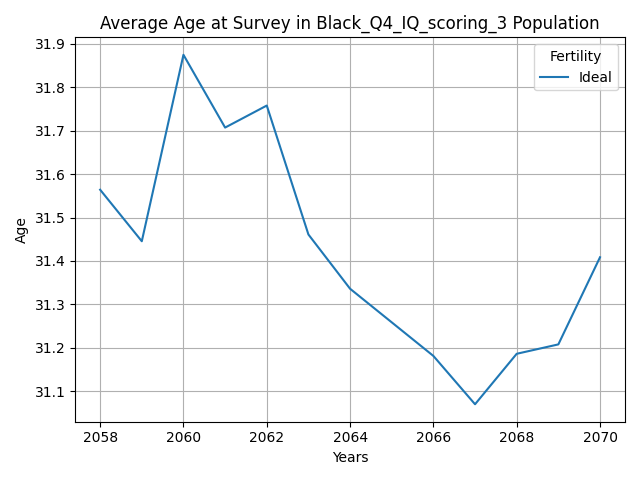 Average Age at Survey in Black_Q4_IQ_scoring_3 Population
Fertility
Ideal
31.9
31.8
31.7
31.6
31.5
31.4
31.3
31.2
31.1
Age
2058 2060 2062 2064 2066 2068 2070
Years